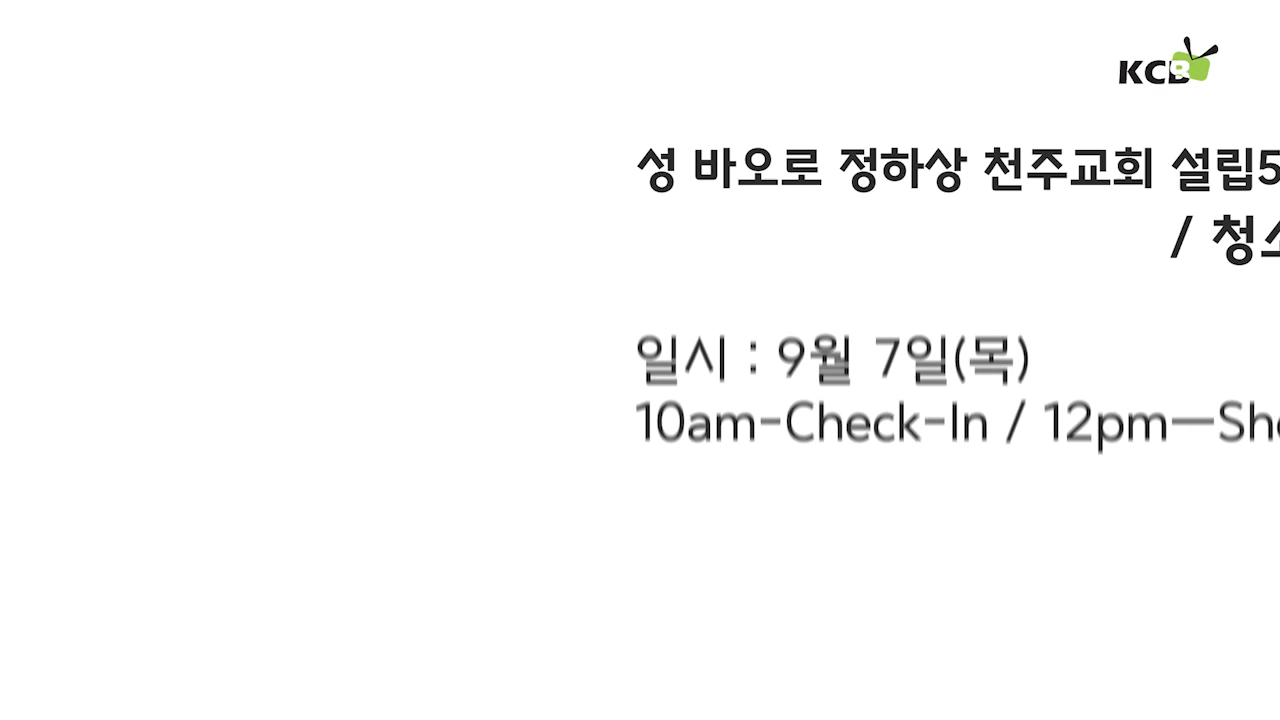 KCB
성 바오로 정하상 천주교회 설립5
/ 청
일시 : 9월 7일(목)
10am-Check-In / 12pm—Sh